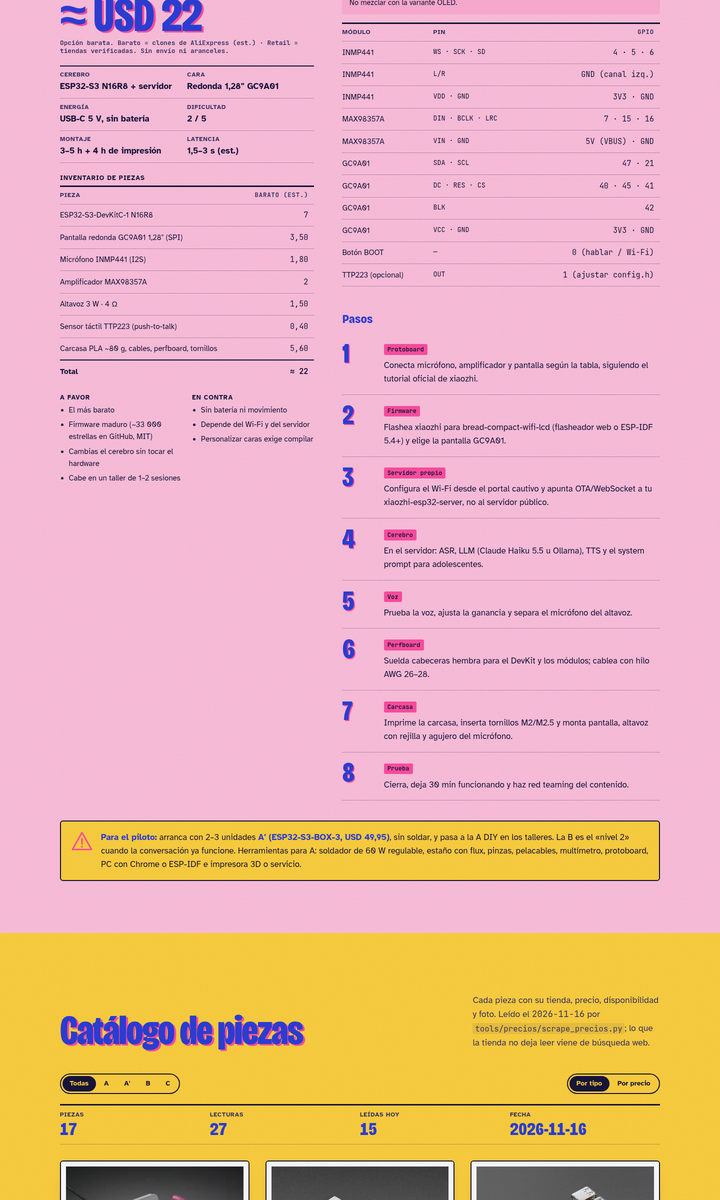 ≈ USD 22
Opción barata. Barato = clones de AliExpress (est.) · Retail =
tiendas verificadas. Sin envío ni aranceles.
CEREBRO
ESP32-S3 N16R8 + servidor
CARA
Redonda 1,28" GC9A01
ENERGÍA
USB-C 5 V, sin batería
DIFICULTAD
2 / 5
MONTAJE
3–5 h + 4 h de impresión
LATENCIA
1,5–3 s (est.)
INVENTARIO DE PIEZAS
PIEZA BARATO (EST.)
ESP32-S3-DevKitC-1 N16R8 7
Pantalla redonda GC9A01 1,28" (SPI) 3,50
Micrófono INMP441 (I2S) 1,80
Amplificador MAX98357A 2
Altavoz 3 W · 4 Ω 1,50
Sensor táctil TTP223 (push-to-talk) 0,40
Carcasa PLA ~80 g, cables, perfboard, tornillos 5,60
Total ≈ 22
A FAVOR
• El más barato
• Firmware maduro (~33 000
estrellas en GitHub, MIT)
• Cambias el cerebro sin tocar el
hardware
• Cabe en un taller de 1–2 sesiones
EN CONTRA
• Sin batería ni movimiento
• Depende del Wi-Fi y del servidor
• Personalizar caras exige compilar
No mezclar con la variante OLED.
MÓDULO PIN GPIO
INMP441 WS · SCK · SD 4 · 5 · 6
INMP441 L/R GND (canal izq.)
INMP441 VDD · GND 3V3 · GND
MAX98357A DIN · BCLK · LRC 7 · 15 · 16
MAX98357A VIN · GND 5V (VBUS) · GND
GC9A01 SDA · SCL 47 · 21
GC9A01 DC · RES · CS 40 · 45 · 41
GC9A01 BLK 42
GC9A01 VCC · GND 3V3 · GND
Botón BOOT — 0 (hablar / Wi-Fi)
TTP223 (opcional) OUT 1 (ajustar config.h)
Pasos
1
Protoboard
Conecta micrófono, amplificador y pantalla según la tabla, siguiendo el
tutorial oficial de xiaozhi.
2
Firmware
Flashea xiaozhi para bread-compact-wifi-lcd (flasheador web o ESP-IDF
5.4+) y elige la pantalla GC9A01.
3
Servidor propio
Configura el Wi-Fi desde el portal cautivo y apunta OTA/WebSocket a tu
xiaozhi-esp32-server, no al servidor público.
4
Cerebro
En el servidor: ASR, LLM (Claude Haiku 5.5 u Ollama), TTS y el system
prompt para adolescentes.
5
Voz
Prueba la voz, ajusta la ganancia y separa el micrófono del altavoz.
6
Perfboard
Suelda cabeceras hembra para el DevKit y los módulos; cablea con hilo
AWG 26–28.
7
Carcasa
Imprime la carcasa, inserta tornillos M2/M2.5 y monta pantalla, altavoz
con rejilla y agujero del micrófono.
8
Prueba
Cierra, deja 30 min funcionando y haz red teaming del contenido.
Para el piloto: arranca con 2–3 unidades A′ (ESP32-S3-BOX-3, USD 49,95), sin soldar, y pasa a la A DIY en los talleres. La B es el «nivel 2»
cuando la conversación ya funcione. Herramientas para A: soldador de 60 W regulable, estaño con flux, pinzas, pelacables, multímetro, protoboard,
PC con Chrome o ESP-IDF e impresora 3D o servicio.
Catálogo de piezas
Cada pieza con su tienda, precio, disponibilidad
y foto. Leído el 2026-11-16 por
tools/precios/scrape_precios.py; lo que
la tienda no deja leer viene de búsqueda web.
Todas A A′ B C
Por tipo Por precio
PIEZAS
17
LECTURAS
27
LEÍDAS HOY
15
FECHA
2026-11-16